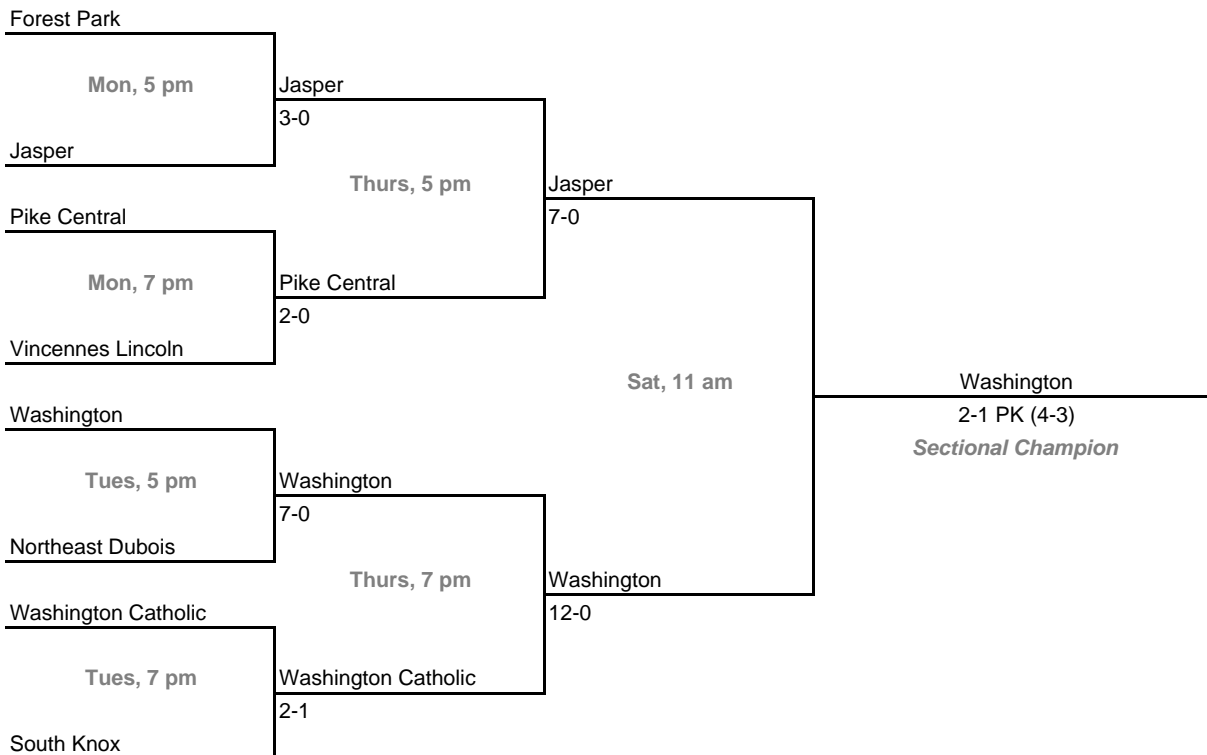 Forest Park
Mon, 5 pm
Jasper
3-0
Jasper
Thurs, 5 pm
Jasper
7-0
Pike Central
Mon, 7 pm
Pike Central
2-0
Vincennes Lincoln
Sat, 11 am
Washington
2-1 PK (4-3)
Sectional Champion
Washington
Tues, 5 pm
Washington
7-0
Northeast Dubois
Thurs, 7 pm
Washington
12-0
Washington Catholic
Tues, 7 pm
Washington Catholic
2-1
South Knox